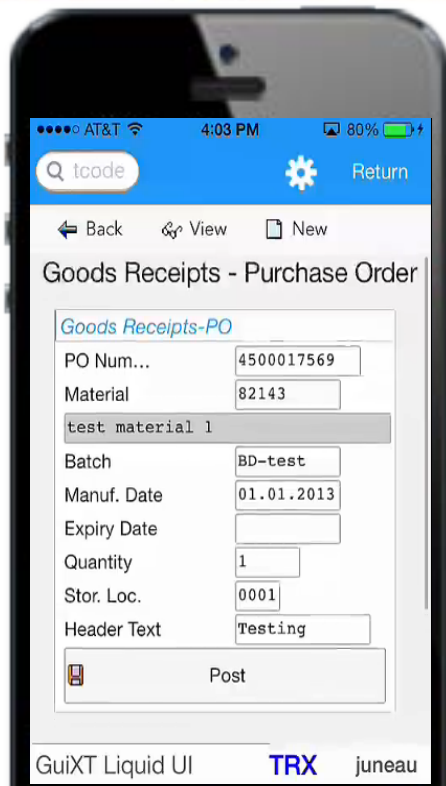 AT&T 4:03 PM 80%
tcode Return
Back View New
Goods Receipts - Purchase Order
Goods Receipts-PO
PO Num... 4500017569
Material 82143
test material 1
Batch BD-test
Manuf. Date 01.01.2013
Expiry Date
Quantity 1
Stor. Loc. 0001
Header Text Testing
Post
GuiXT Liquid UI TRX juneau